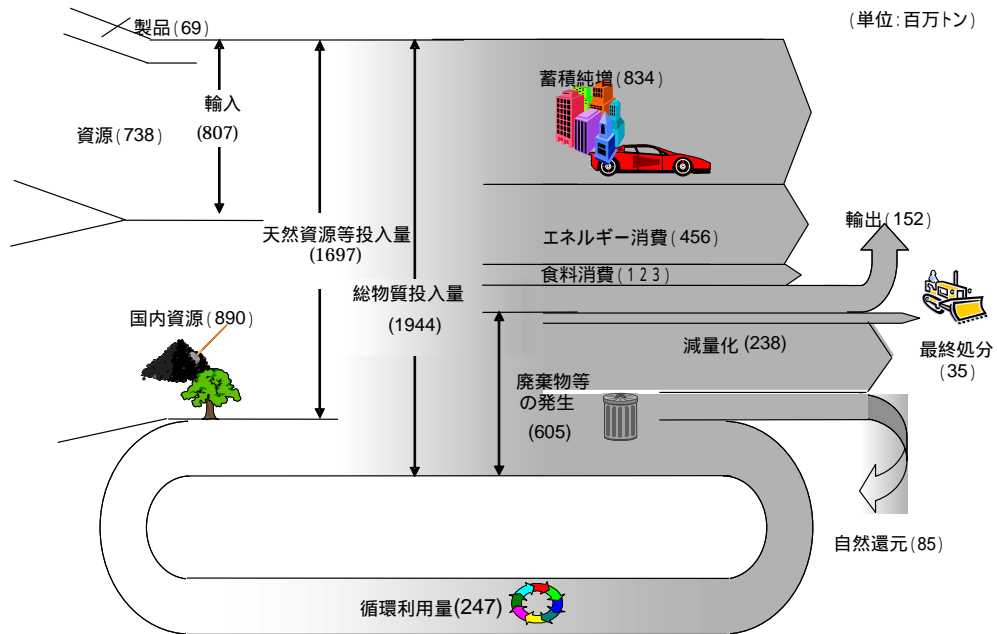 製品(69)
(単位:百万トン)
蓄積純増(834)
輸入
(807)
資源(738)
天然資源等投入量
(1697)
エネルギー消費(456)
輸出(152)
食料消費(123)
総物質投入量
(1944)
国内資源(890)
減量化(238)
最終処分
(35)
廃棄物等
の発生
(605)
自然還元(85)
循環利用量(247)